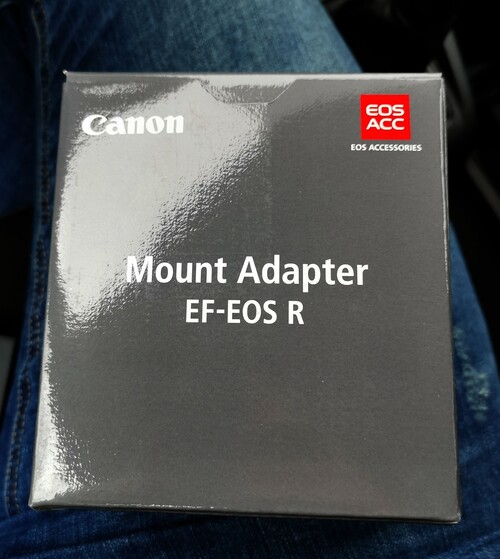 Canon
EOS
ACC
EOS ACCESSORIES
Mount Adapter
EF-EOS R